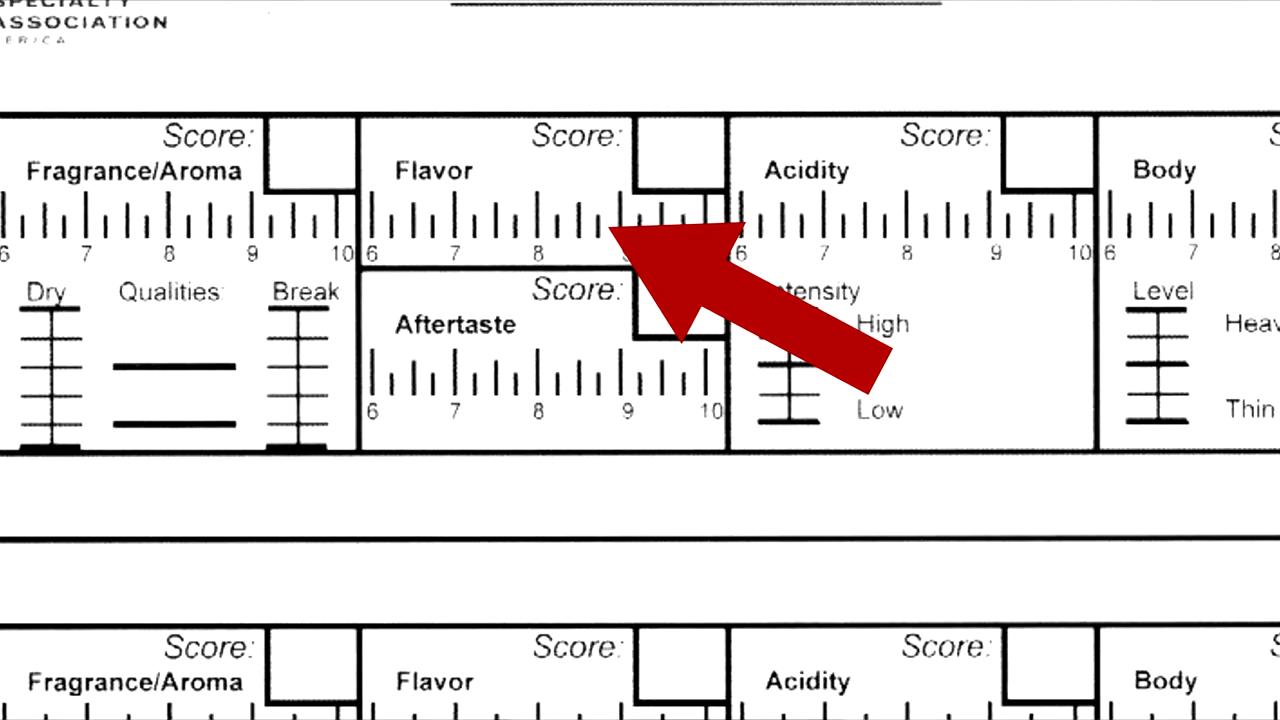 SPECIALTY
ASSOCIATION
Score: Score: Score:
Fragrance/Aroma Flavor Acidity Body
6 7 8 9 10 6 7 8 6 7 8 9 10 6 7 8
Dry Qualities: Break Score: Level
High Heav
Aftertaste
6 7 8 9 10 Low Thin
Score: Score: Score:
Fragrance/Aroma Flavor Acidity Body